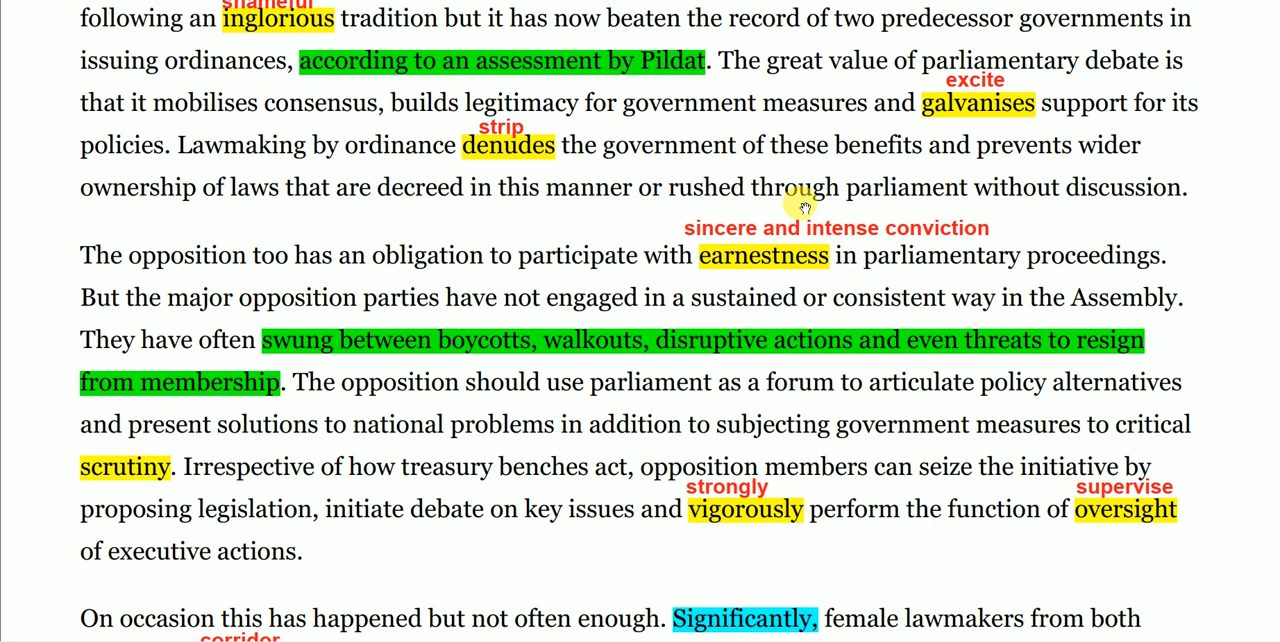 shameful
following an inglorious tradition but it has now beaten the record of two predecessor governments in
issuing ordinances, according to an assessment by Pildat. The great value of parliamentary debate is
excite
that it mobilises consensus, builds legitimacy for government measures and galvanises support for its
strip
policies. Lawmaking by ordinance denudes the government of these benefits and prevents wider
ownership of laws that are decreed in this manner or rushed through parliament without discussion.
sincere and intense conviction
The opposition too has an obligation to participate with earnestness in parliamentary proceedings.
But the major opposition parties have not engaged in a sustained or consistent way in the Assembly.
They have often swung between boycotts, walkouts, disruptive actions and even threats to resign
from membership. The opposition should use parliament as a forum to articulate policy alternatives
and present solutions to national problems in addition to subjecting government measures to critical
scrutiny. Irrespective of how treasury benches act, opposition members can seize the initiative by
strongly supervise
proposing legislation, initiate debate on key issues and vigorously perform the function of oversight
of executive actions.
On occasion this has happened but not often enough. Significantly, female lawmakers from both
corridor